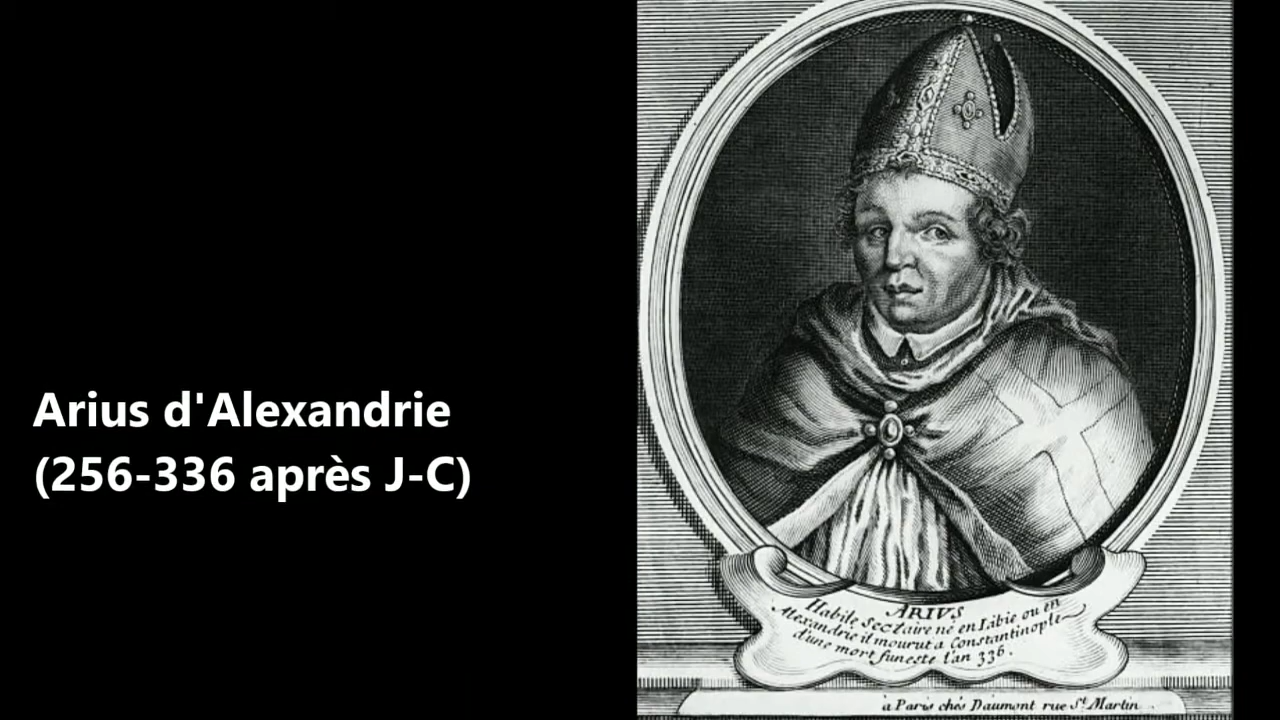 Arius d'Alexandrie
(256-336 après J-C)
ARIVS
Habile Sectaire né en Libie ou en
Alexandrie il mourut a Constantinople
d'une mort funeste l'an 336.
à Paris chés Daumont rue St. Martin